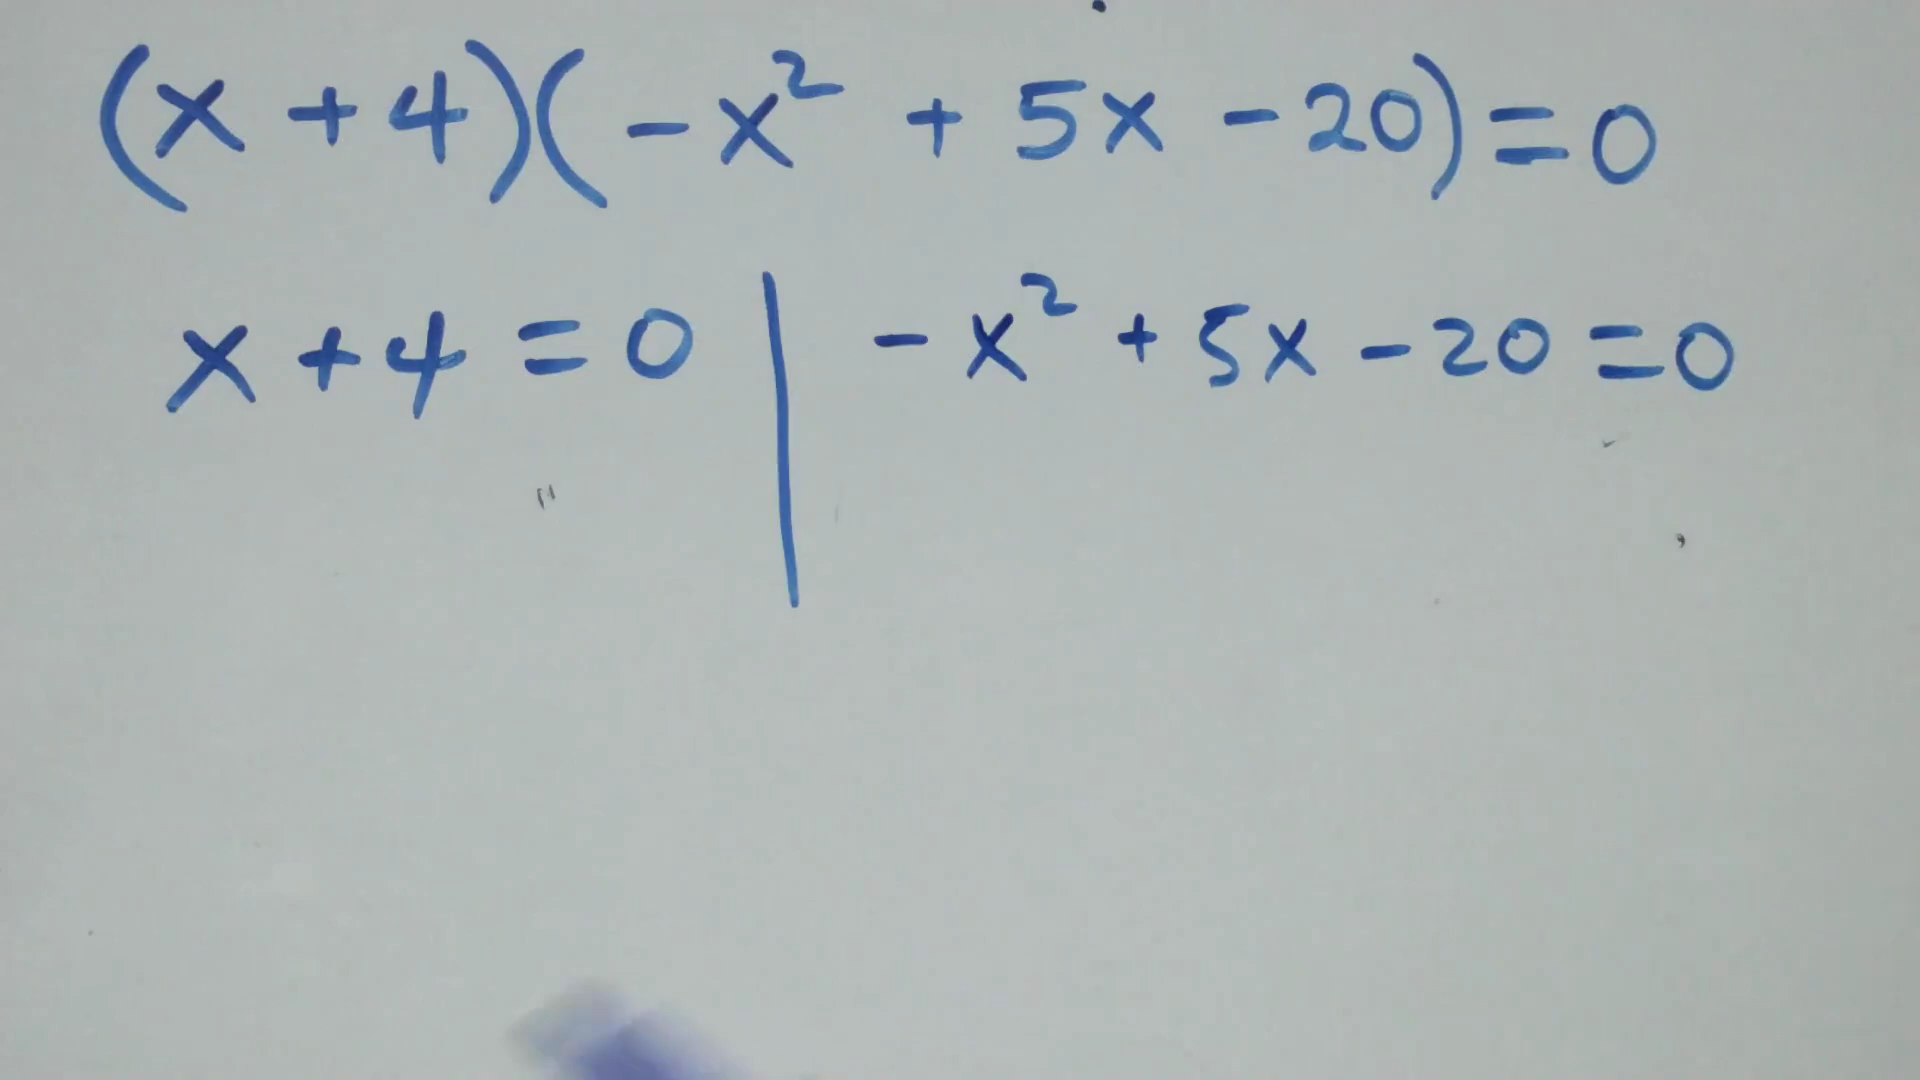 (x + 4)(-x² + 5x - 20) = 0
x + 4 = 0 | -x² + 5x - 20 = 0